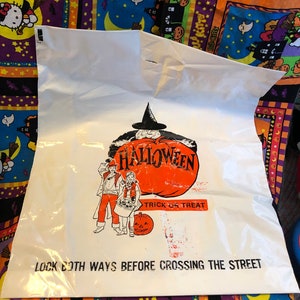 HALLOWEEN
TRICK OR TREAT
LOOK BOTH WAYS BEFORE CROSSING THE STREET